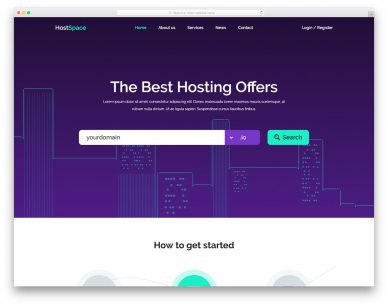 HostSpace
Home
About us
Services
News
Contact
Login / Register
The Best Hosting Offers
Lorem ipsum dolor sit amet, consectetur adipiscing elit. Donec malesuada lorem maximus mauris scelerisque, at
rutrum nulla dictum. Ut ac ligula sapien. Suspendisse cursus faucibus finibus.
yourdomain
.io
Search
How to get started